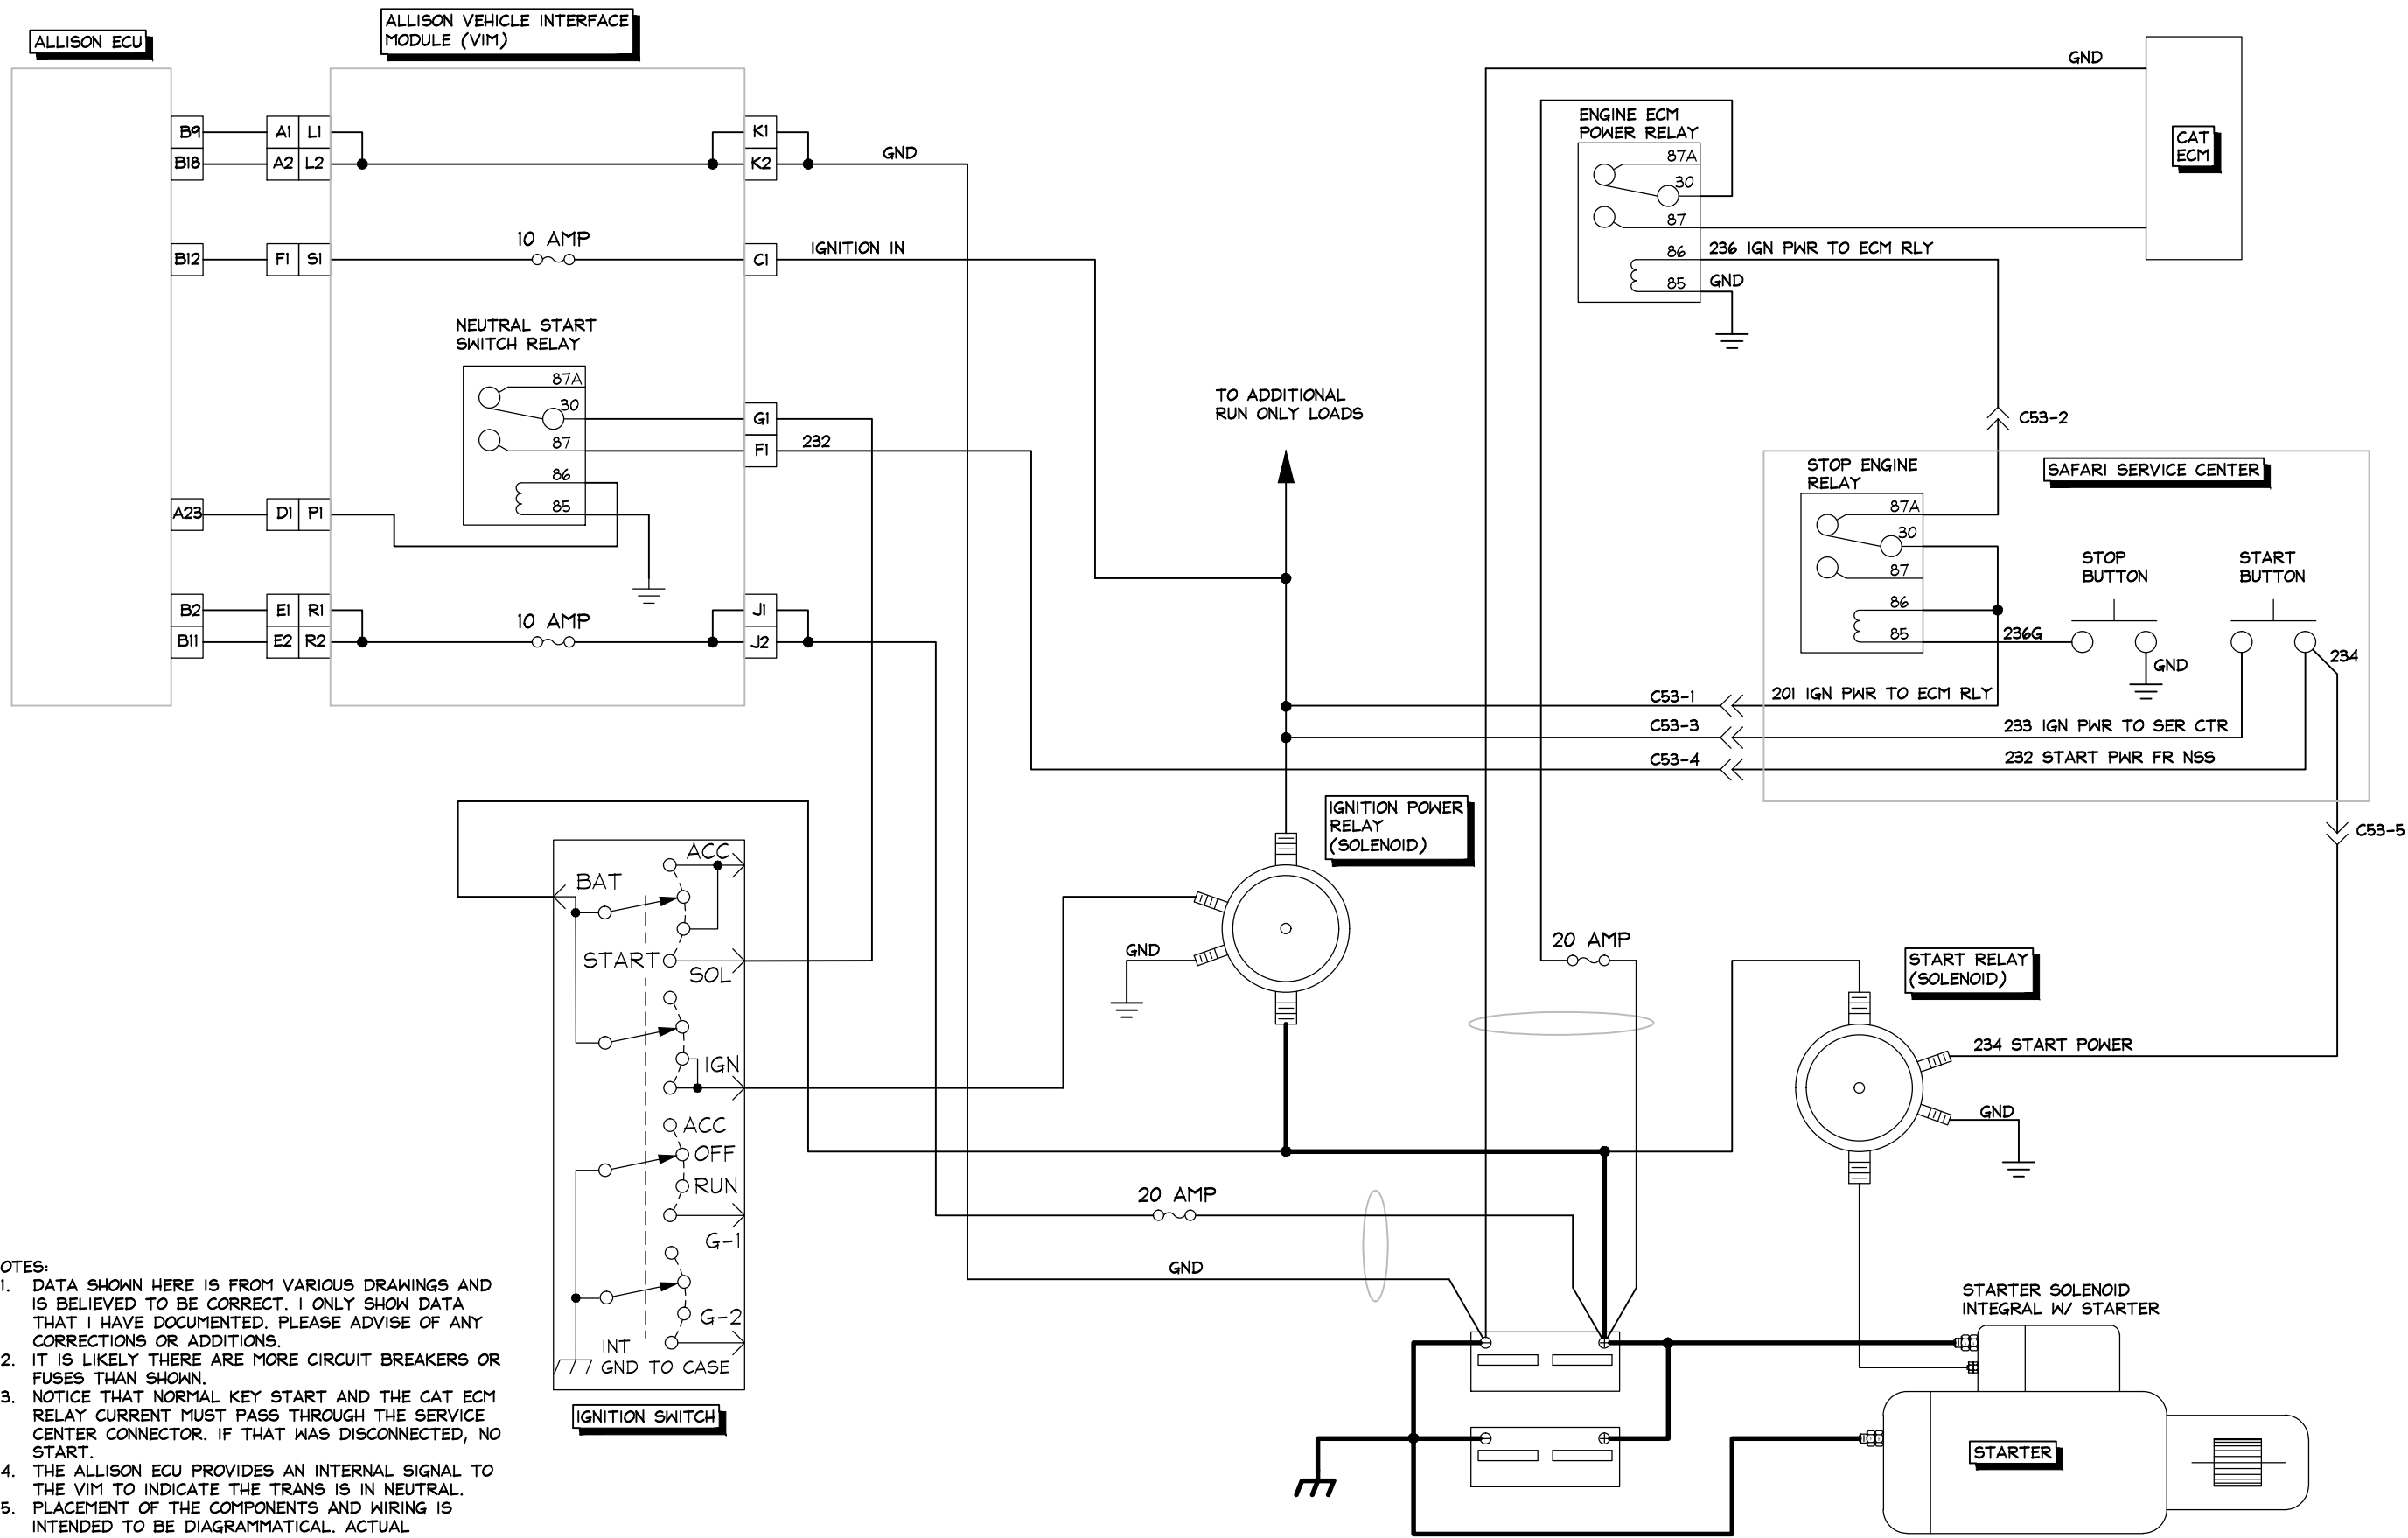 ALLISON ECU
ALLISON VEHICLE INTERFACE
MODULE (VIM)
B9
A1
L1
K1
B18
A2
L2
K2
GND
B12
F1
S1
10 AMP
C1
IGNITION IN
NEUTRAL START
SWITCH RELAY
87A
30
87
86
85
G1
F1
232
A23
D1
P1
B2
E1
R1
B11
E2
R2
10 AMP
J1
J2
TO ADDITIONAL
RUN ONLY LOADS
GND
ENGINE ECM
POWER RELAY
87A
30
87
86
85
236 IGN PWR TO ECM RLY
GND
CAT
ECM
C53-2
SAFARI SERVICE CENTER
STOP ENGINE
RELAY
87A
30
87
86
85
236G
STOP
BUTTON
GND
START
BUTTON
234
C53-1
201 IGN PWR TO ECM RLY
C53-3
233 IGN PWR TO SER CTR
C53-4
232 START PWR FR NSS
C53-5
IGNITION POWER
RELAY
(SOLENOID)
GND
20 AMP
START RELAY
(SOLENOID)
234 START POWER
GND
BAT
ACC
START
SOL
IGN
ACC
OFF
RUN
G-1
G-2
INT
GND TO CASE
IGNITION SWITCH
20 AMP
GND
STARTER SOLENOID
INTEGRAL W/ STARTER
STARTER
OTES:
1. DATA SHOWN HERE IS FROM VARIOUS DRAWINGS AND
IS BELIEVED TO BE CORRECT. I ONLY SHOW DATA
THAT I HAVE DOCUMENTED. PLEASE ADVISE OF ANY
CORRECTIONS OR ADDITIONS.
2. IT IS LIKELY THERE ARE MORE CIRCUIT BREAKERS OR
FUSES THAN SHOWN.
3. NOTICE THAT NORMAL KEY START AND THE CAT ECM
RELAY CURRENT MUST PASS THROUGH THE SERVICE
CENTER CONNECTOR. IF THAT WAS DISCONNECTED, NO
START.
4. THE ALLISON ECU PROVIDES AN INTERNAL SIGNAL TO
THE VIM TO INDICATE THE TRANS IS IN NEUTRAL.
5. PLACEMENT OF THE COMPONENTS AND WIRING IS
INTENDED TO BE DIAGRAMMATICAL. ACTUAL